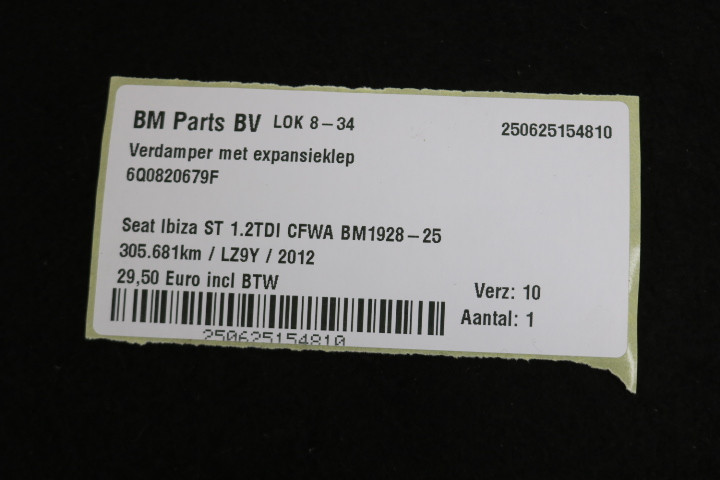 BM Parts BV LOK 8-34 250625154810
Verdamper met expansieklep
6Q0820679F
Seat Ibiza ST 1.2TDI CFWA BM1928-25
305.681km / LZ9Y / 2012
29,50 Euro incl BTW
Verz: 10
Aantal: 1
250625154810